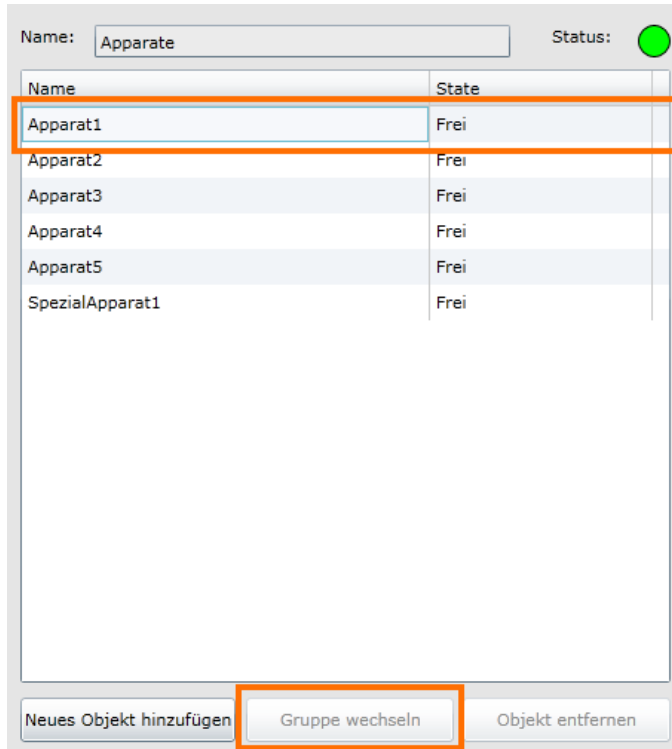 Name: Apparate Status:
Name State
Apparat1 Frei
Apparat2 Frei
Apparat3 Frei
Apparat4 Frei
Apparat5 Frei
SpezialApparat1 Frei
Neues Objekt hinzufügen Gruppe wechseln Objekt entfernen